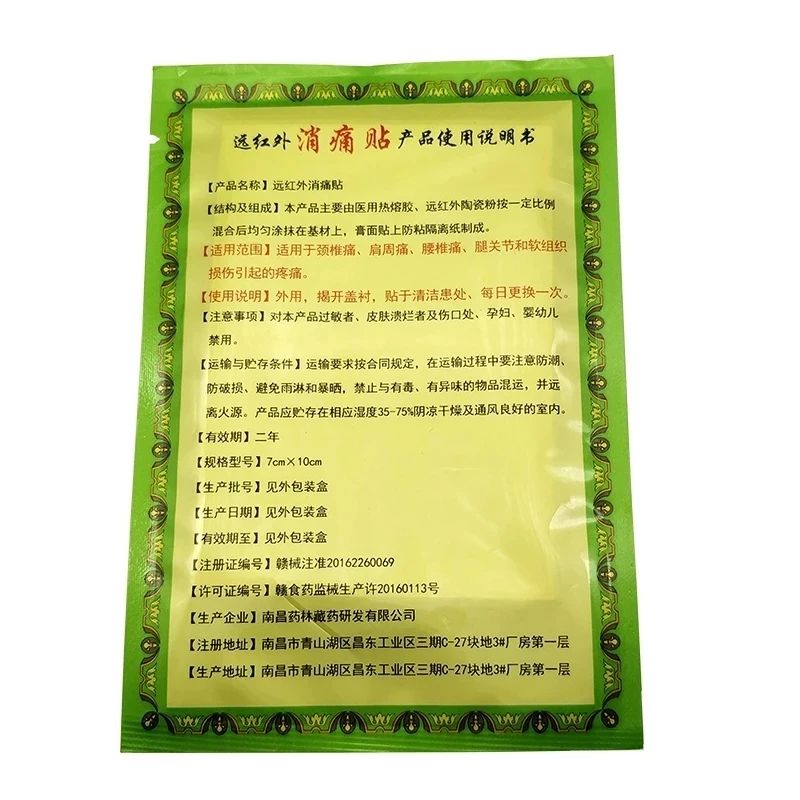 远红外消痛贴产品使用说明书
【产品名称】远红外消痛贴
【结构及组成】本产品主要由医用热熔胶、远红外陶瓷粉按一定比例
混合后均匀涂抹在基材上，膏面贴上防粘隔离纸制成。
【适用范围】适用于颈椎痛、肩周痛、腰椎痛、腿关节和软组织
损伤引起的疼痛。
【使用说明】外用，揭开盖衬，贴于清洁患处、每日更换一次。
【注意事项】对本产品过敏者、皮肤溃烂者及伤口处、孕妇、婴幼儿
禁用。
【运输与贮存条件】运输要求按合同规定，在运输过程中要注意防潮、
防破损、避免雨淋和暴晒，禁止与有毒、有异味的物品混运，并远
离火源。产品应贮存在相应湿度35-75%阴凉干燥及通风良好的室内。
【有效期】二年
【规格型号】7cm×10cm
【生产批号】见外包装盒
【生产日期】见外包装盒
【有效期至】见外包装盒
【注册证编号】赣械注准20162260069
【许可证编号】赣食药监械生产许20160113号
【生产企业】南昌药林藏药研发有限公司
【注册地址】南昌市青山湖区昌东工业区三期C-27块地3#厂房第一层
【生产地址】南昌市青山湖区昌东工业区三期C-27块地3#厂房第一层